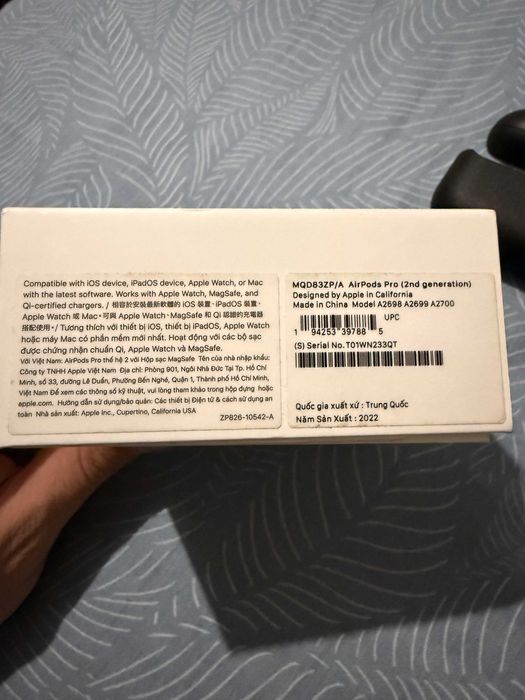 Compatible with iOS device, iPadOS device, Apple Watch, or Mac
with the latest software. Works with Apple Watch, MagSafe, and
Qi-certified chargers. / 相容於安裝最新軟體的 iOS 裝置、iPadOS 裝置、
Apple Watch 或 Mac。可與 Apple Watch、MagSafe 和 Qi 認證的充電器
搭配使用。/ Tương thích với thiết bị iOS, thiết bị iPadOS, Apple Watch
hoặc máy Mac có phần mềm mới nhất. Hoạt động với các bộ sạc
được chứng nhận chuẩn Qi, Apple Watch và MagSafe.
Với Việt Nam: AirPods Pro thế hệ 2 với Hộp sạc MagSafe Tên của nhà nhập khẩu:
Công ty TNHH Apple Việt Nam Địa chỉ: Phòng 901, Ngôi Nhà Đức Tại Tp. Hồ Chí
Minh, số 33, đường Lê Duẩn, Phường Bến Nghé, Quận 1, Thành phố Hồ Chí Minh,
Việt Nam Để xem các thông số kỹ thuật, vui lòng tham khảo trong hộp hoặc
apple.com. Hướng dẫn sử dụng/bảo quản: Các thiết bị Điện tử & cách sử dụng an
toàn Nhà sản xuất: Apple Inc., Cupertino, California USA
ZP826-10542-A
MQD83ZP/A AirPods Pro (2nd generation)
Designed by Apple in California
Made in China Model A2698 A2699 A2700
UPC
1 94253 39788 5
(S) Serial No. T01WN233QT
Quốc gia xuất xứ : Trung Quốc
Năm Sản Xuất : 2022